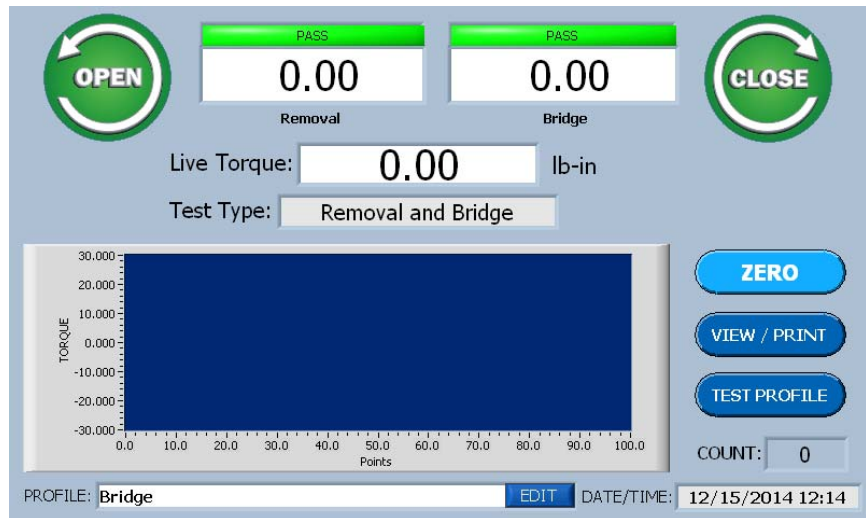 OPEN
PASS
0.00
Removal
PASS
0.00
Bridge
CLOSE
Live Torque: 0.00 lb-in
Test Type: Removal and Bridge
TORQUE
30.000
20.000
10.000
0.000
-10.000
-20.000
-30.000
0.0 10.0 20.0 30.0 40.0 50.0 60.0 70.0 80.0 90.0 100.0
Points
ZERO
VIEW / PRINT
TEST PROFILE
COUNT: 0
PROFILE: Bridge EDIT DATE/TIME: 12/15/2014 12:14